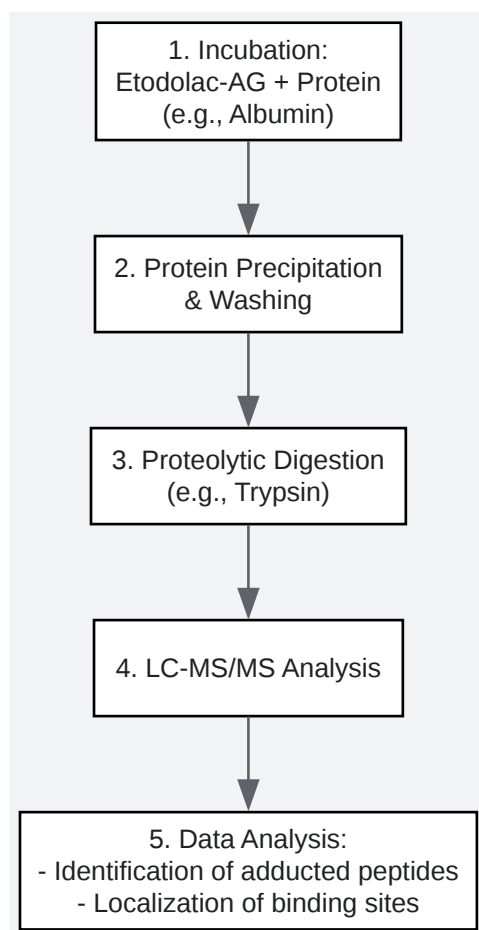 1. Incubation:
Etodolac-AG + Protein
(e.g., Albumin)
2. Protein Precipitation
& Washing
3. Proteolytic Digestion
(e.g., Trypsin)
4. LC-MS/MS Analysis
5. Data Analysis:
- Identification of adducted peptides
- Localization of binding sites